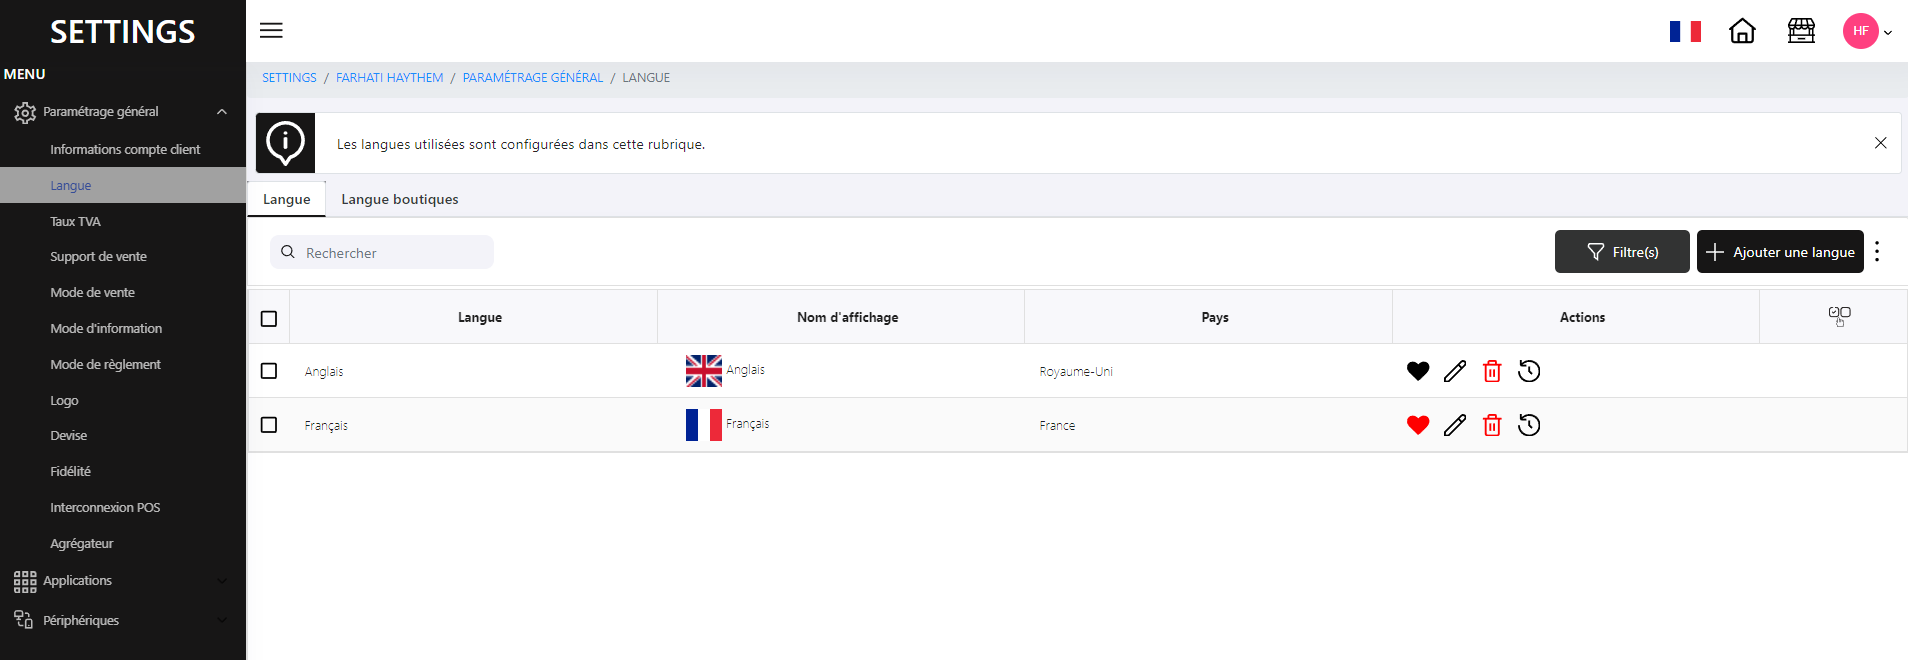 SETTINGS
MENU
Paramétrage général
Informations compte client
Langue
Taux TVA
Support de vente
Mode de vente
Mode d'information
Mode de règlement
Logo
Devise
Fidélité
Interconnexion POS
Agrégateur
Applications
Périphériques
HF
SETTINGS / FARHATI HAYTHEM / PARAMÉTRAGE GÉNÉRAL / LANGUE
Les langues utilisées sont configurées dans cette rubrique.
Langue Langue boutiques
Rechercher Filtre(s) Ajouter une langue
Langue Nom d'affichage Pays Actions
Anglais Anglais Royaume-Uni
Français Français France